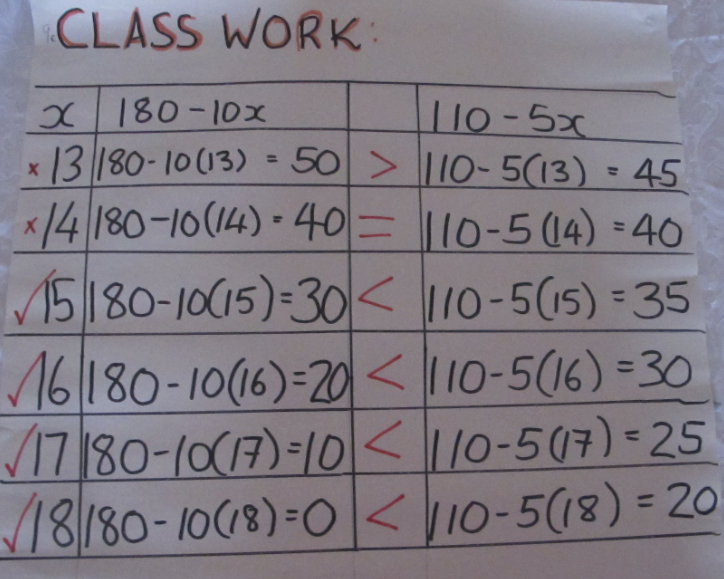 CLASS WORK:
x 180-10x 110-5x
× 13 180-10(13) = 50 > 110-5(13) = 45
× 14 180-10(14) = 40 = 110-5(14) = 40
✓ 15 180-10(15)=30 < 110-5(15) = 35
✓ 16 180-10(16)=20 < 110-5(16) = 30
✓ 17 180-10(17)=10 < 110-5(17) = 25
✓ 18 180-10(18)=0 < 110-5(18) = 20